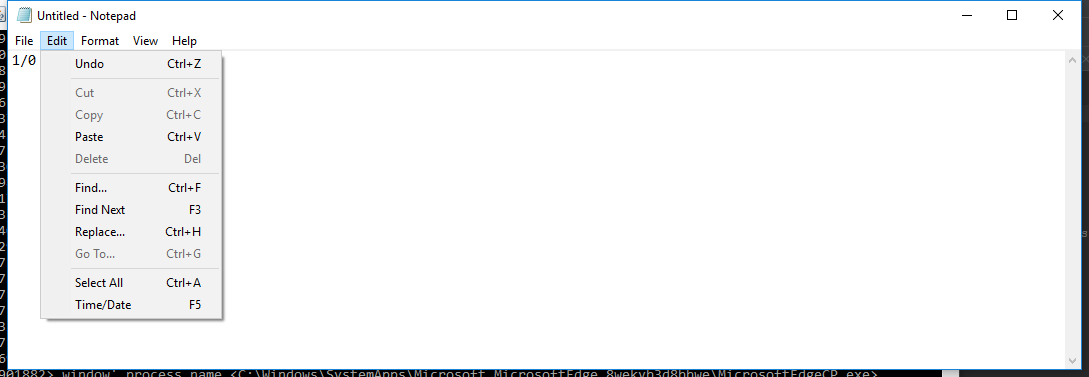 Untitled - Notepad
File Edit Format View Help
1/0
Undo Ctrl+Z
Cut Ctrl+X
Copy Ctrl+C
Paste Ctrl+V
Delete Del
Find... Ctrl+F
Find Next F3
Replace... Ctrl+H
Go To... Ctrl+G
Select All Ctrl+A
Time/Date F5
901882> window' process name <C:\Windows\SystemApps\Microsoft.MicrosoftEdge_8wekyb3d8bbwe\MicrosoftEdgeCP.exe>